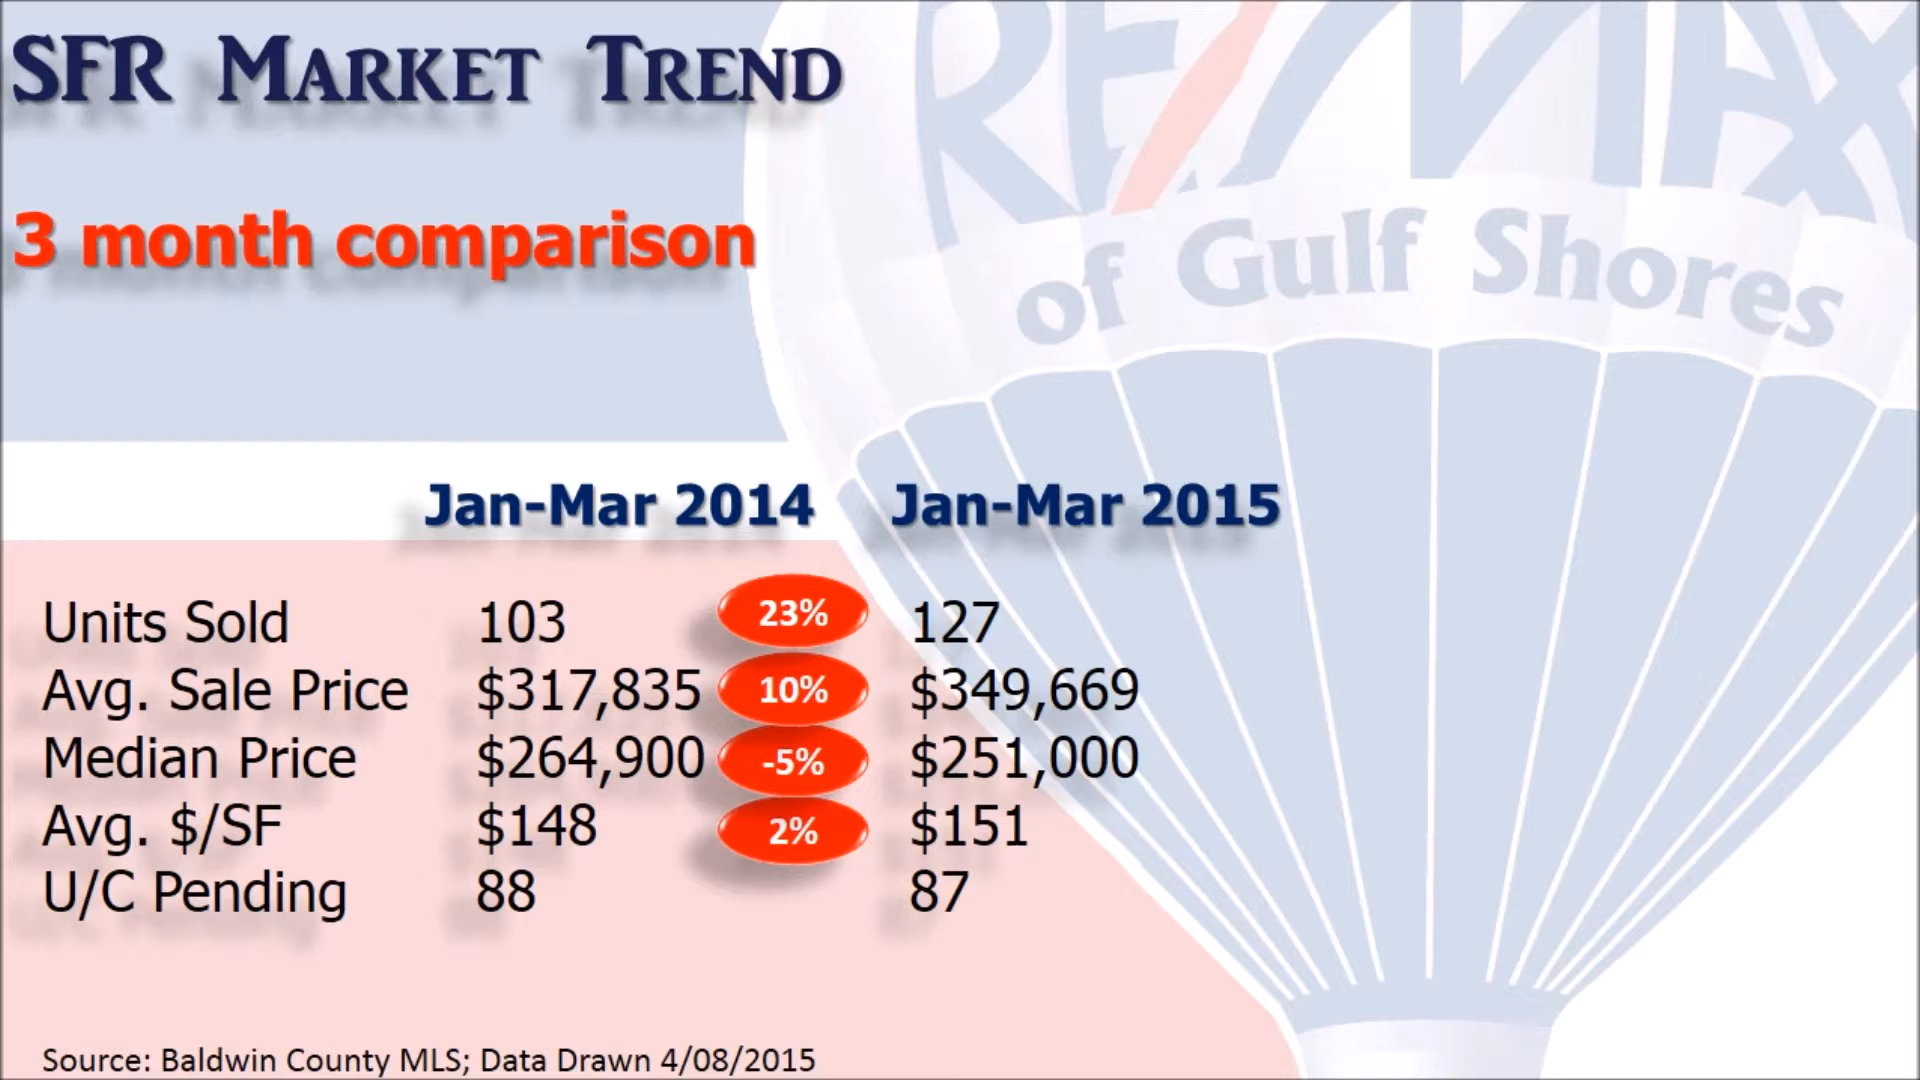 SFR MARKET TREND
RE/MAX
of Gulf Shores
3 month comparison
Jan-Mar 2014 Jan-Mar 2015
Units Sold 103 23% 127
Avg. Sale Price $317,835 10% $349,669
Median Price $264,900 -5% $251,000
Avg. $/SF $148 2% $151
U/C Pending 88 87
Source: Baldwin County MLS; Data Drawn 4/08/2015